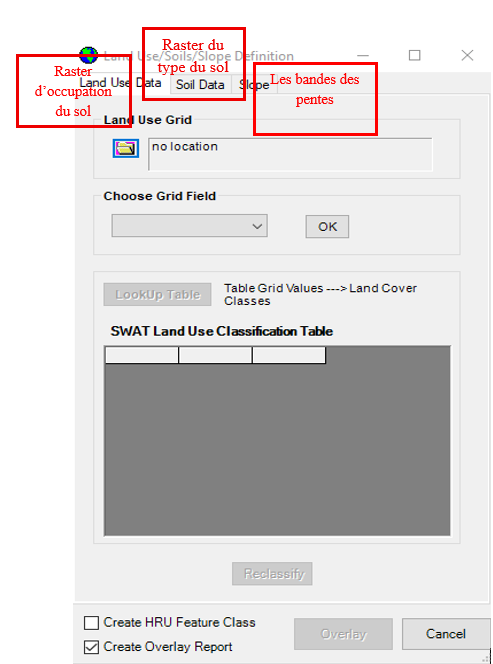 Land Use/Soils/Slope Definition
Raster du
type du sol
Raster
d'occupation
du sol
Les bandes des
pentes
Land Use Data
Soil Data
Slope
Land Use Grid
no location
Choose Grid Field
OK
LookUp Table
Table Grid Values ---> Land Cover
Classes
SWAT Land Use Classification Table
Reclassify
Create HRU Feature Class
Create Overlay Report
Overlay
Cancel